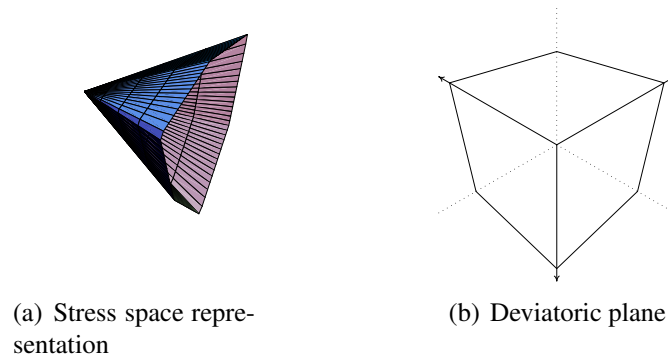 (a) Stress space repre-
sentation
(b) Deviatoric plane